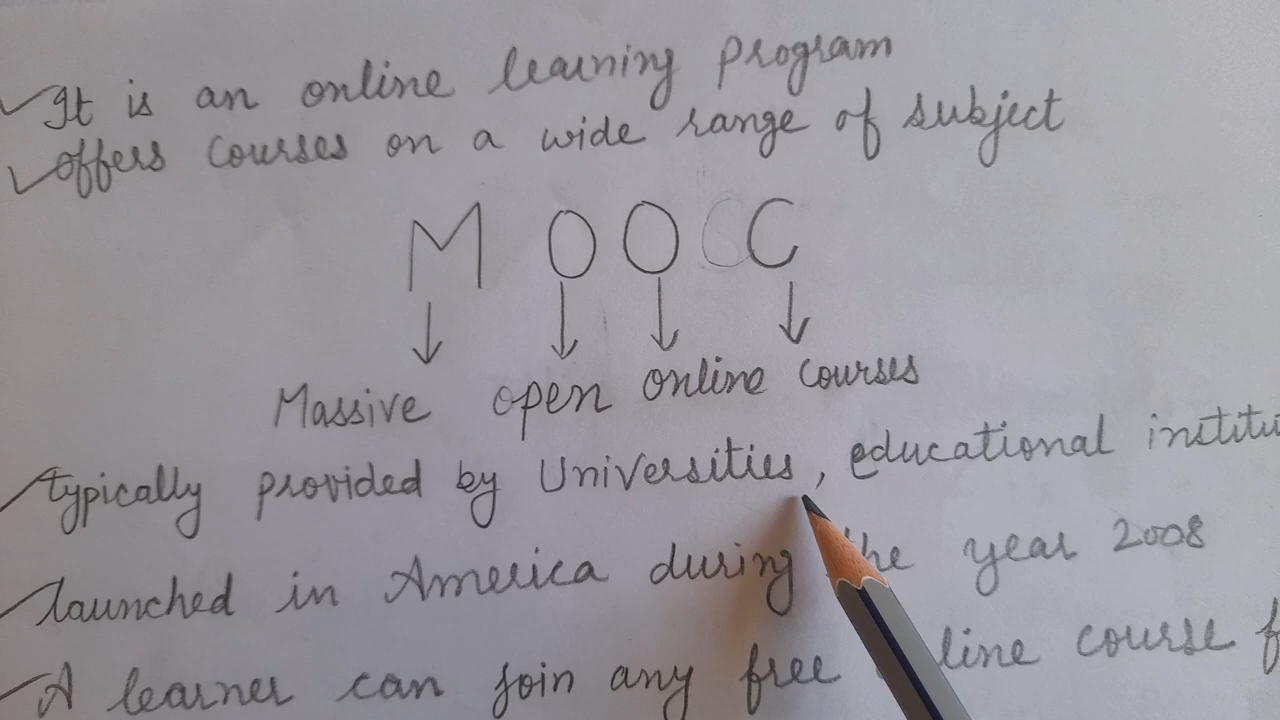 It is an online learning program
offers courses on a wide range of subject
M O O C
Massive open online courses
typically provided by Universities, educational institu
launched in America during the year 2008
A learner can join any free line course f